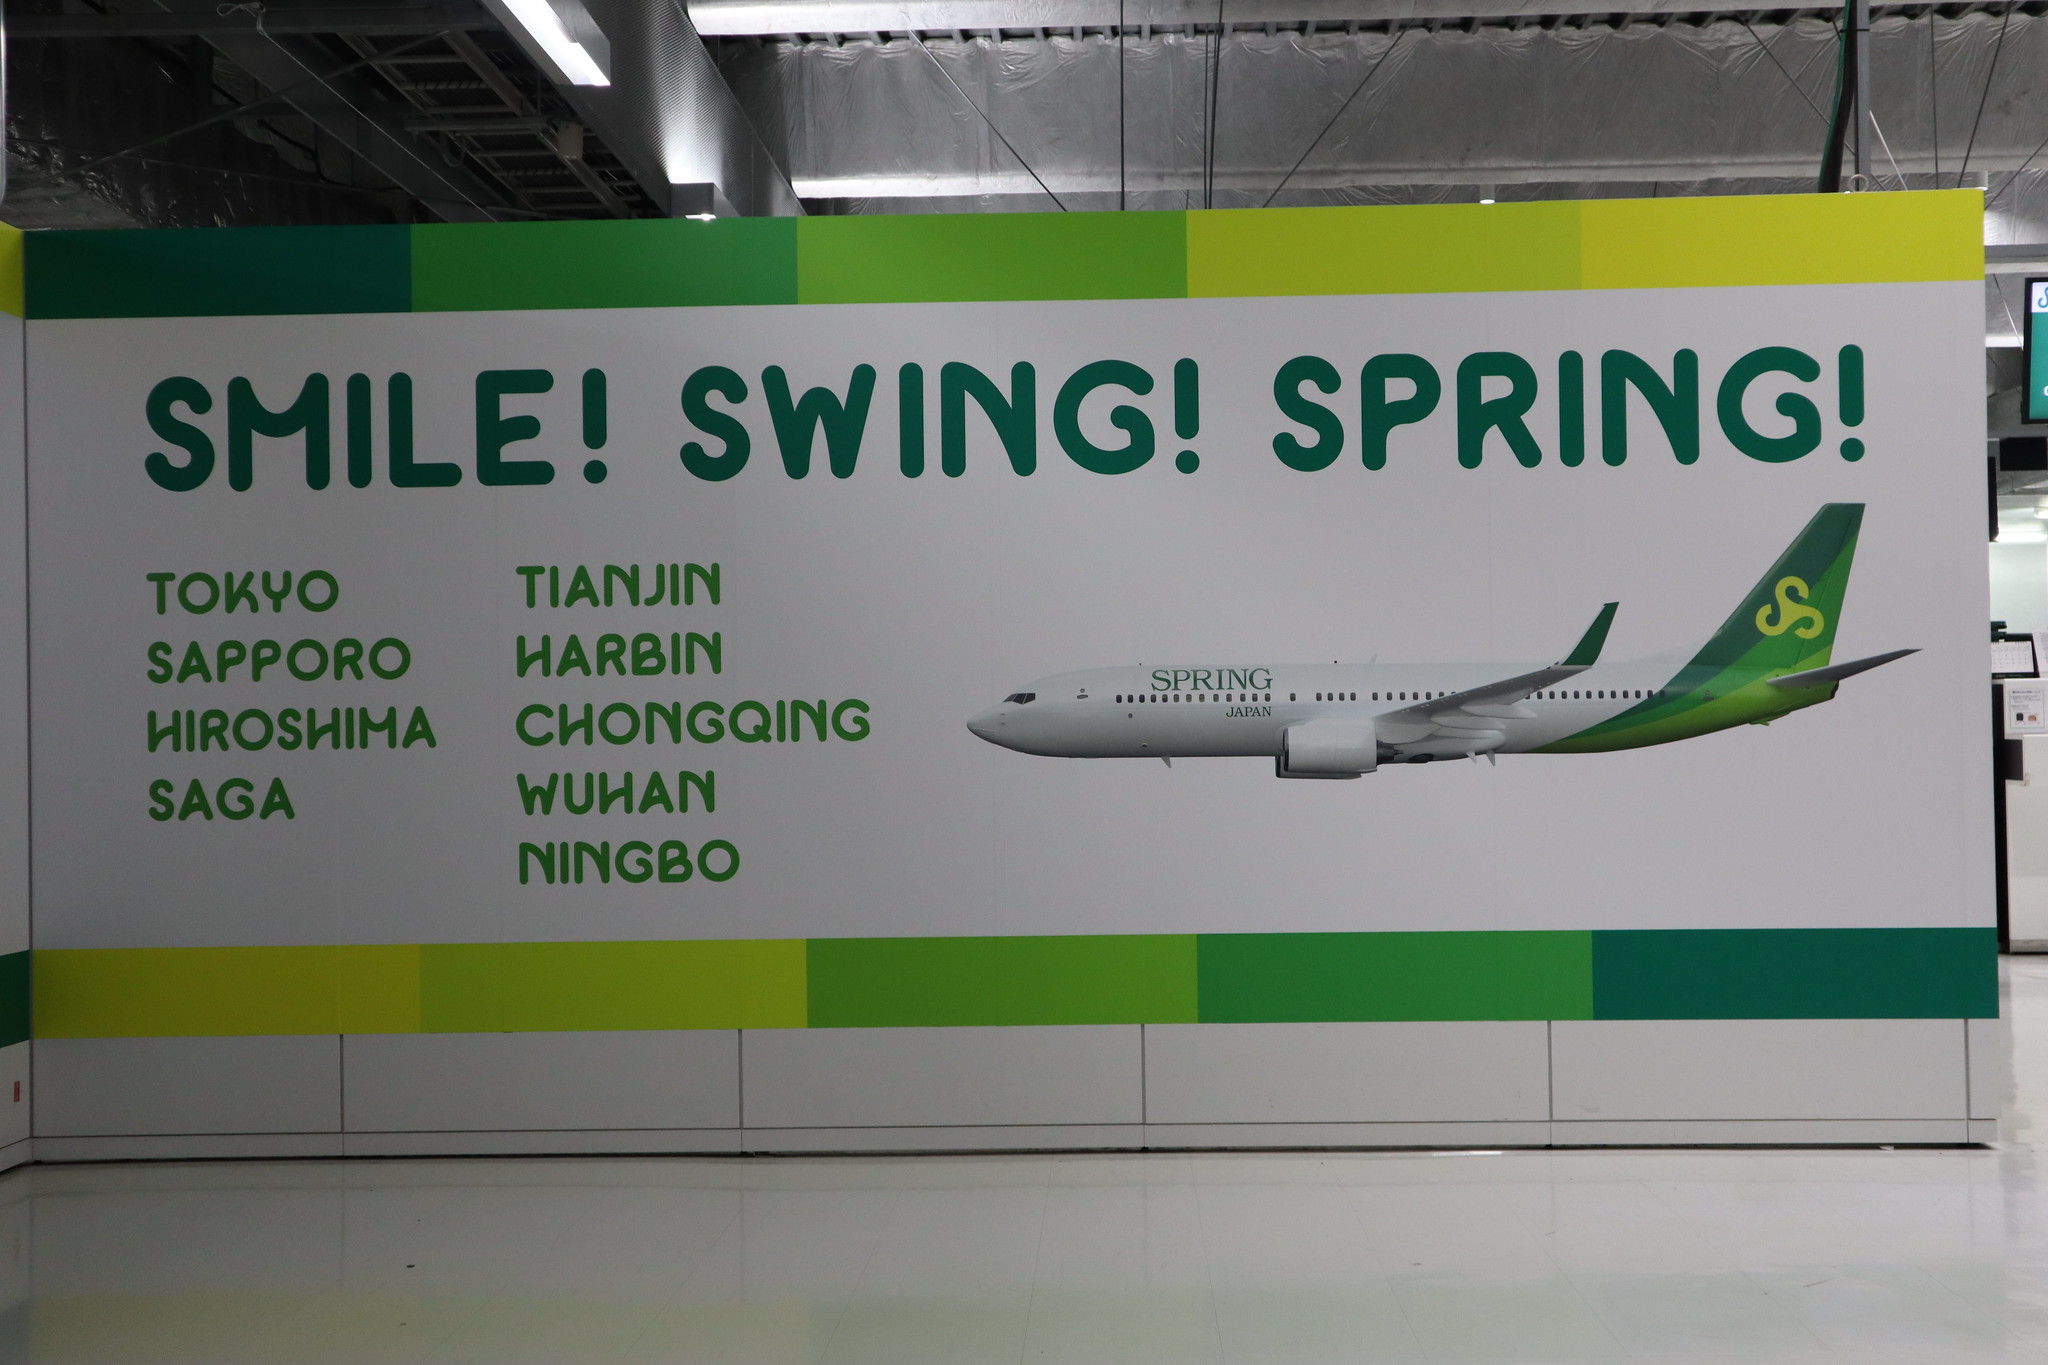 SMILE! SWING! SPRING!
TOKYO
SAPPORO
HIROSHIMA
SAGA
TIANJIN
HARBIN
CHONGQING
WUHAN
NINGBO
SPRING
JAPAN